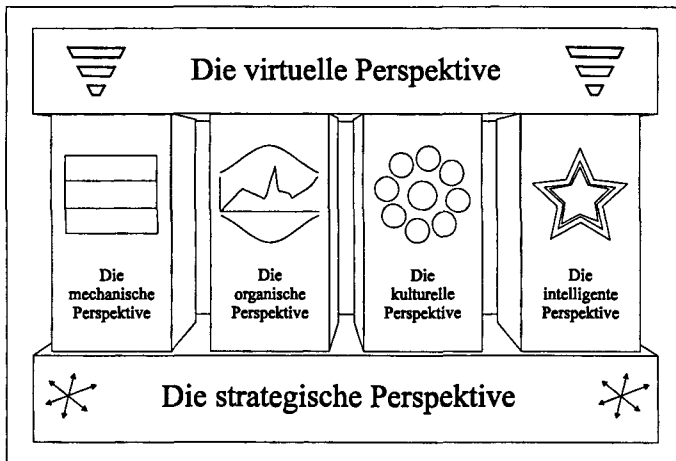 Die virtuelle Perspektive
Die
mechanische
Perspektive
Die
organische
Perspektive
Die
kulturelle
Perspektive
Die
intelligente
Perspektive
Die strategische Perspektive